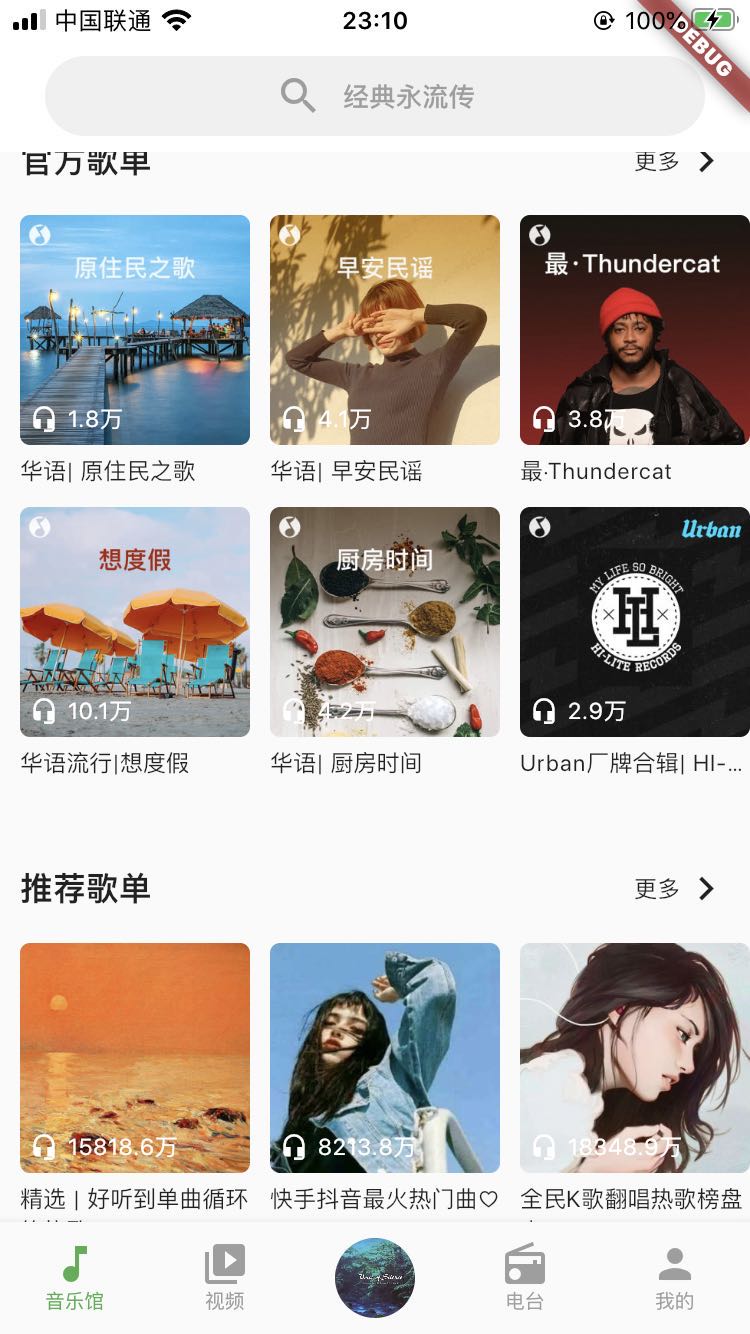 中国联通
23:10
100%
DEBUG
经典永流传
官方歌单
更多
原住民之歌
早安民谣
最·Thundercat
1.8万
4.1万
3.8万
华语| 原住民之歌
华语| 早安民谣
最·Thundercat
想度假
厨房时间
Urban
MY LIFE SO BRIGHT
HL
HI-LITE RECORDS
10.1万
4.2万
2.9万
华语流行|想度假
华语| 厨房时间
Urban厂牌合辑| HI-...
推荐歌单
更多
15818.6万
8213.8万
18348.9万
精选 | 好听到单曲循环
快手抖音最火热门曲♡
全民K歌翻唱热歌榜盘
音乐馆
视频
电台
我的